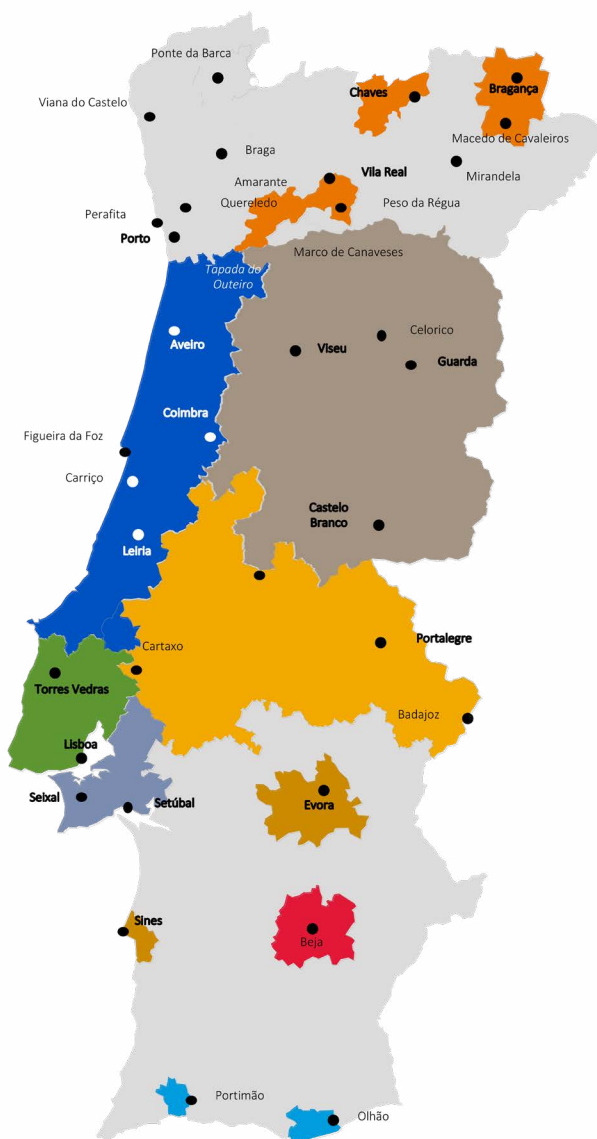 Ponte da Barca
Chaves
Bragança
Viana do Castelo
Macedo de Cavaleiros
Braga
Vila Real
Mirandela
Amarante
Quereledo
Peso da Régua
Perafita
Porto
Marco de Canaveses
Tapada do
Outeiro
Celorico
Aveiro
Viseu
Guarda
Coimbra
Figueira da Foz
Carriço
Castelo
Branco
Leiria
Portalegre
Cartaxo
Torres Vedras
Badajoz
Lisboa
Seixal
Setúbal
Evora
Sines
Beja
Portimão
Olhão